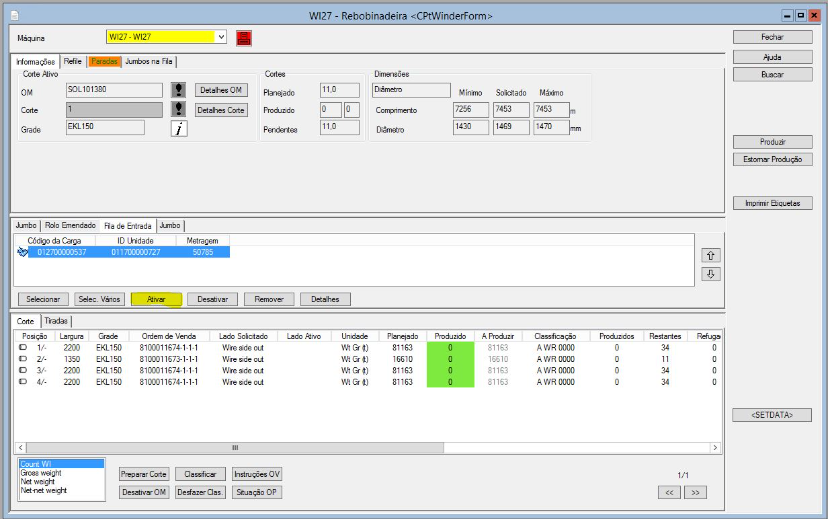 WI27 - Rebobinadeira <CPtWinderForm>
Máquina WI27 - WI27 Fechar
Ajuda
Informações Refile Paradas Jumbos na Fila Buscar
Corte Ativo Cortes Dimensões
OM SOL101380 Detalhes OM Planejado 11,0 Diâmetro Mínimo Solicitado Máximo
Corte 1 Detalhes Corte Produzido 0 0 Comprimento 7256 7453 7453 m
Grade EKL150 i Pendentes 11,0 Diâmetro 1430 1469 1470 mm
Produzir
Estornar Produção
Imprimir Etiquetas
Jumbo Rolo Emendado Fila de Entrada Jumbo
Código da Carga ID Unidade Metragem
012700000537 011700000727 50785
Selecionar Selec. Vários Ativar Desativar Remover Detalhes
Corte Tiradas
Posição Largura Grade Ordem de Venda Lado Solicitado Lado Ativo Unidade Planejado Produzido A Produzir Classificação Produzidos Restantes Refugad
1/- 2200 EKL150 8100011674-1-1-1 Wire side out Wt Gr (t) 81163 0 81163 A WR 0000 0 34 0
2/- 1350 EKL150 8100011673-1-1-1 Wire side out Wt Gr (t) 16610 0 16610 A WR 0000 0 11 0
3/- 2200 EKL150 8100011674-1-1-1 Wire side out Wt Gr (t) 81163 0 81163 A WR 0000 0 34 0
4/- 2200 EKL150 8100011674-1-1-1 Wire side out Wt Gr (t) 81163 0 81163 A WR 0000 0 34 0
<SETDATA>
Count WI
Gross weight
Net weight
Net-net weight
Preparar Corte Classificar Instruções OV 1/1
Desativar OM Desfazer Clas. Situação OP << >>